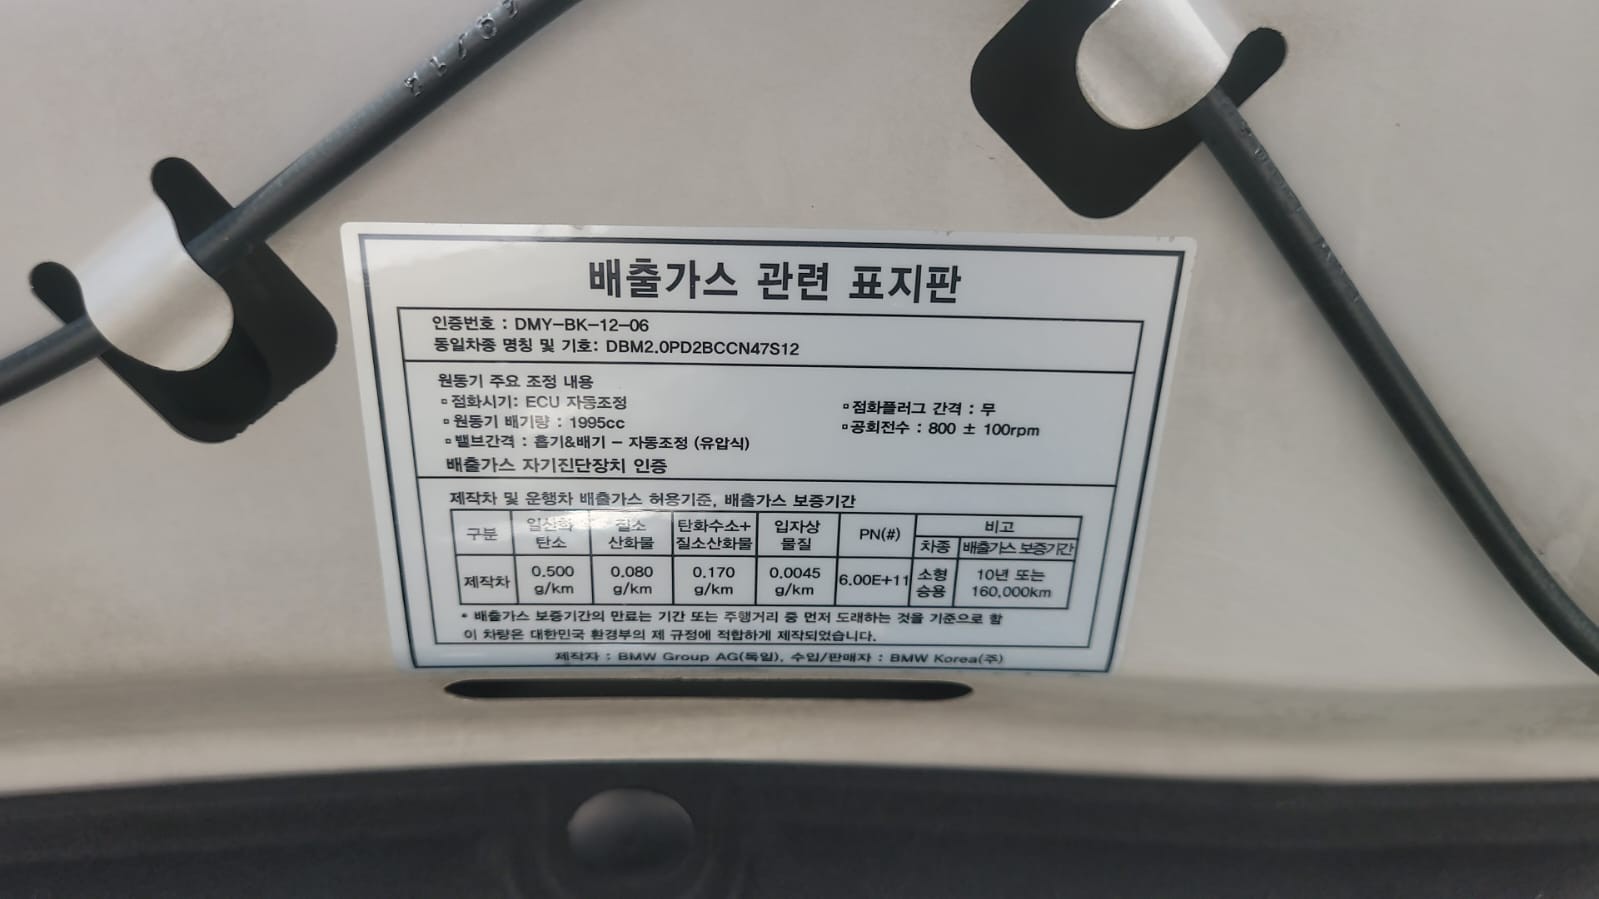 배출가스 관련 표지판
인증번호 : DMY-BK-12-06
동일차종 명칭 및 기호: DBM2.0PD2BCCN47S12
원동기 주요 조정 내용
▫점화시기: ECU 자동조정
▫점화플러그 간격 : 무
▫원동기 배기량 : 1995cc
▫공회전수 : 800 ± 100rpm
▫밸브간격 : 흡기&배기 - 자동조정 (유압식)
배출가스 자기진단장치 인증
제작차 및 운행차 배출가스 허용기준, 배출가스 보증기간
구분 일산화 질소 탄화수소+ 입자상 PN(#) 비고
탄소 산화물 질소산화물 물질 차종 배출가스 보증기간
제작차 0.500 0.080 0.170 0.0045 6.00E+11 소형 10년 또는
g/km g/km g/km g/km 승용 160,000km
* 배출가스 보증기간의 만료는 기간 또는 주행거리 중 먼저 도래하는 것을 기준으로 함
이 차량은 대한민국 환경부의 제 규정에 적합하게 제작되었습니다.
제작자 : BMW Group AG(독일), 수입/판매자 : BMW Korea(주)